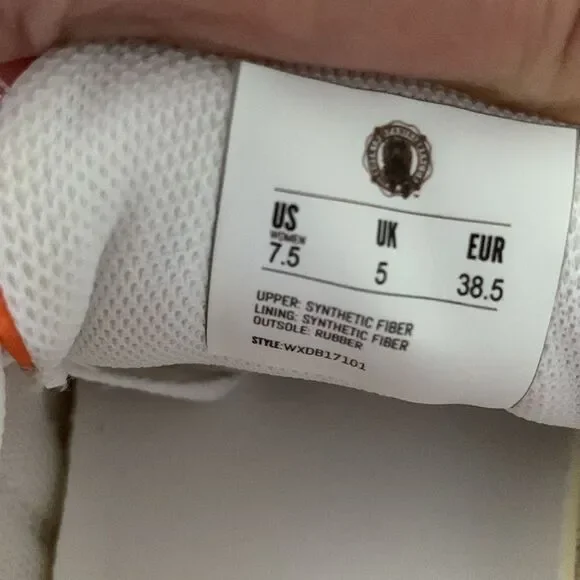 US UK EUR
WOMEN
7.5 5 38.5
UPPER: SYNTHETIC FIBER
LINING: SYNTHETIC FIBER
OUTSOLE: RUBBER
STYLE:WXDB17101